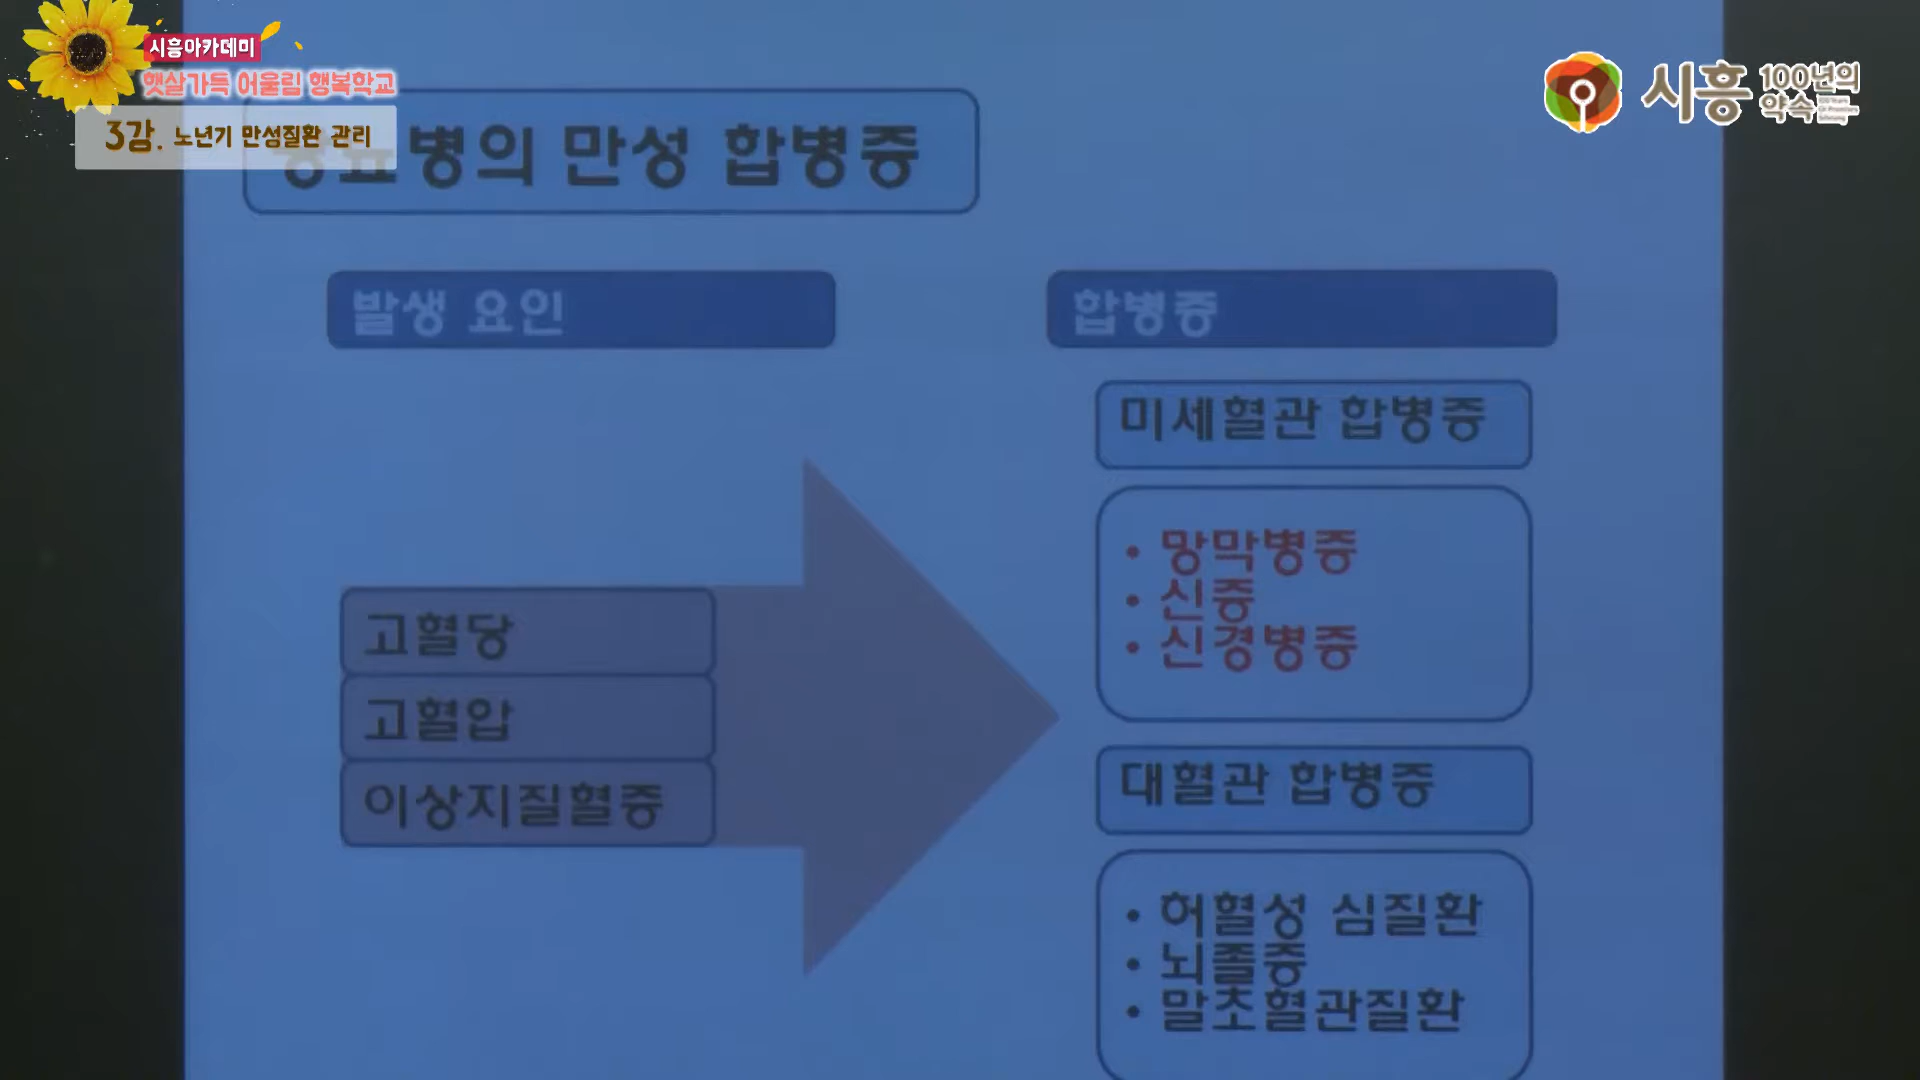 시흥아카데미
햇살가득 어울림 행복학교
3강. 노년기 만성질환 관리
시흥 100년의 약속
당뇨병의 만성 합병증
발생 요인
합병증
미세혈관 합병증
• 망막병증
• 신증
• 신경병증
고혈당
고혈압
이상지질혈증
대혈관 합병증
• 허혈성 심질환
• 뇌졸증
• 말초혈관질환